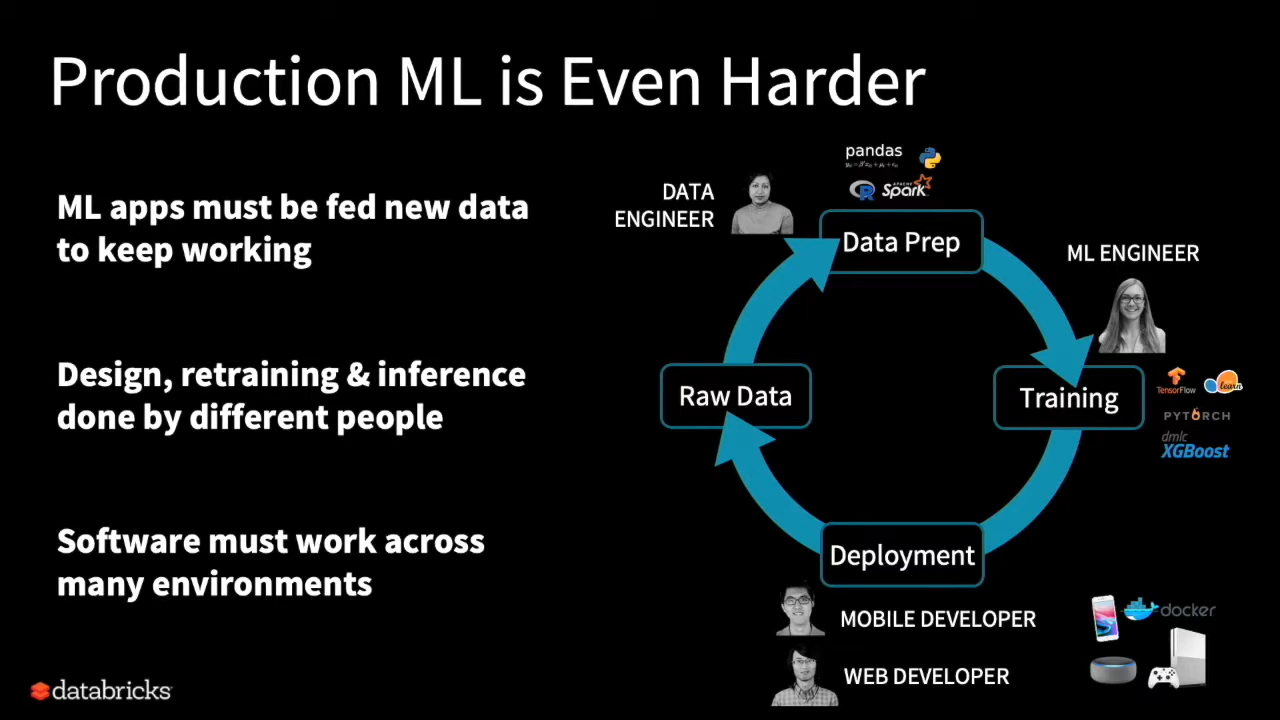 Production ML is Even Harder
ML apps must be fed new data
to keep working
Design, retraining & inference
done by different people
Software must work across
many environments
databricks
pandas
R
APACHE
Spark
DATA
ENGINEER
Data Prep
ML ENGINEER
Raw Data
Training
TensorFlow
learn
PYTORCH
dmlc
XGBoost
Deployment
MOBILE DEVELOPER
WEB DEVELOPER
docker